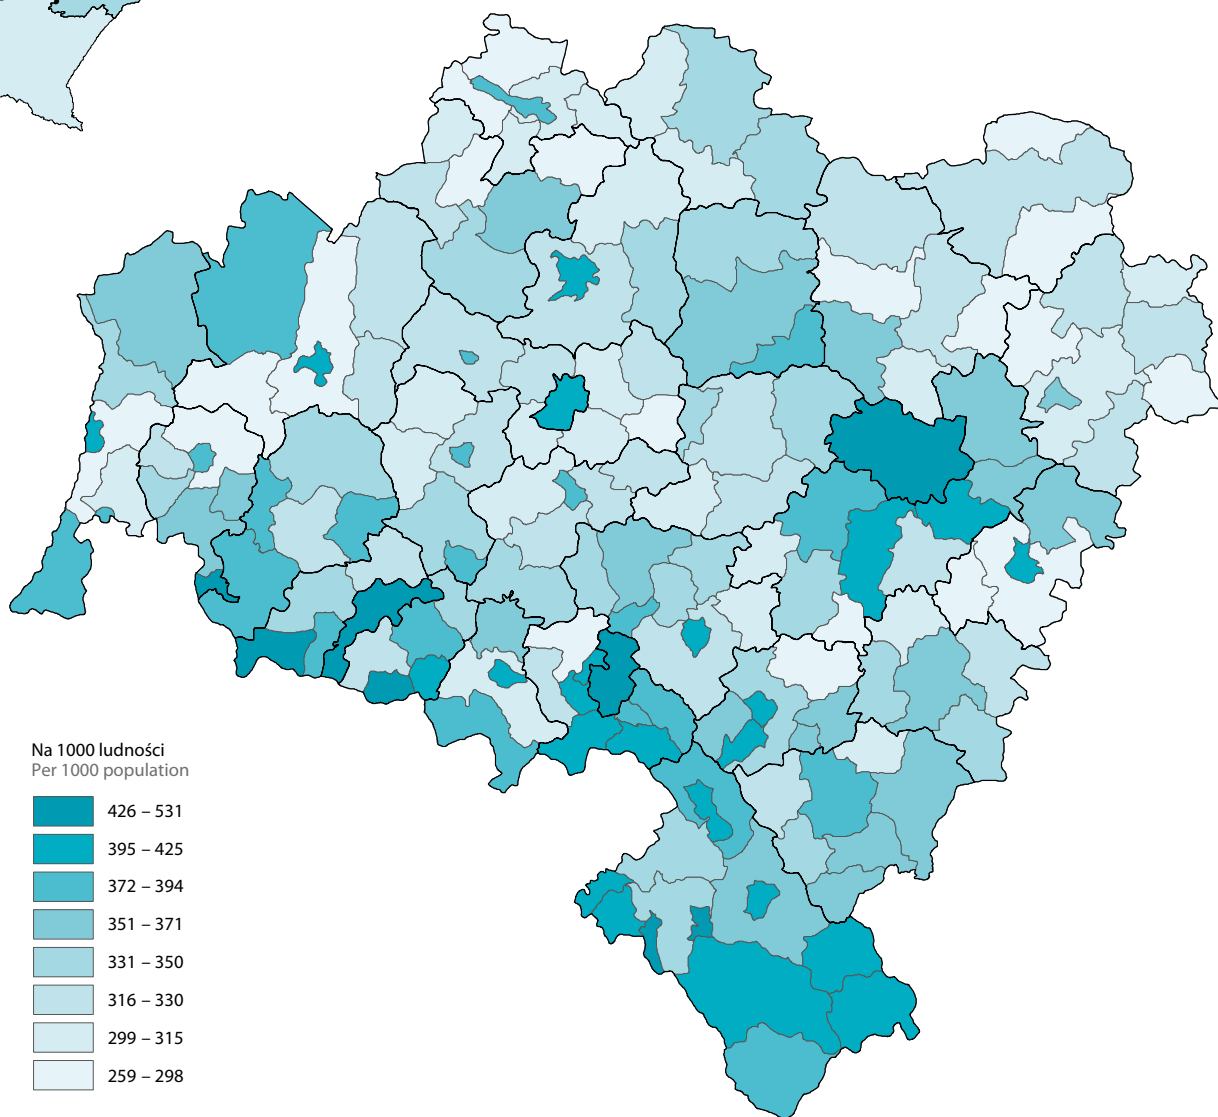 Na 1000 ludności
Per 1000 population
426 – 531
395 – 425
372 – 394
351 – 371
331 – 350
316 – 330
299 – 315
259 – 298